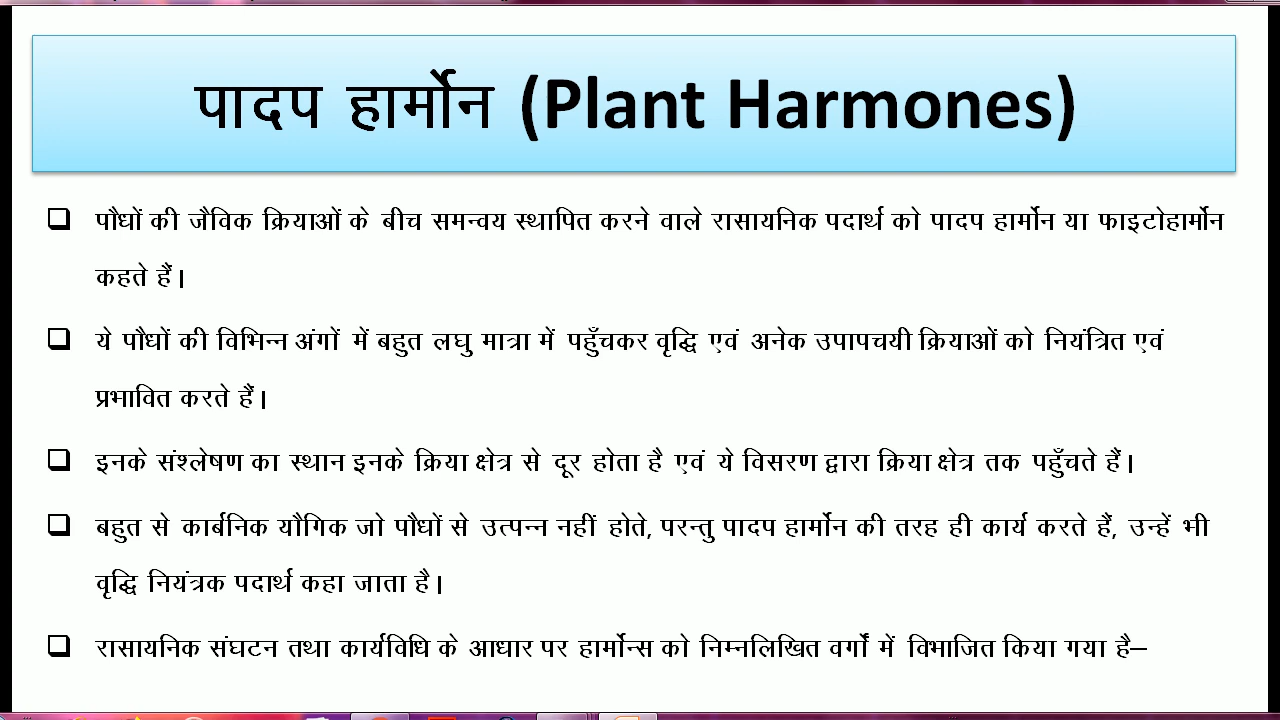 पादप हार्मोन (Plant Harmones)
पौधों की जैविक क्रियाओं के बीच समन्वय स्थापित करने वाले रासायनिक पदार्थ को पादप हार्मोन या फाइटोहार्मोन
कहते हैं।
ये पौधों की विभिन्न अंगों में बहुत लघु मात्रा में पहुँचकर वृद्धि एवं अनेक उपापचयी क्रियाओं को नियंत्रित एवं
प्रभावित करते हैं।
इनके संश्लेषण का स्थान इनके क्रिया क्षेत्र से दूर होता है एवं ये विसरण द्वारा क्रिया क्षेत्र तक पहुँचते हैं।
बहुत से कार्बनिक यौगिक जो पौधों से उत्पन्न नहीं होते, परन्तु पादप हार्मोन की तरह ही कार्य करते हैं, उन्हें भी
वृद्धि नियंत्रक पदार्थ कहा जाता है।
रासायनिक संघटन तथा कार्यविधि के आधार पर हार्मोन्स को निम्नलिखित वर्गों में विभाजित किया गया है—